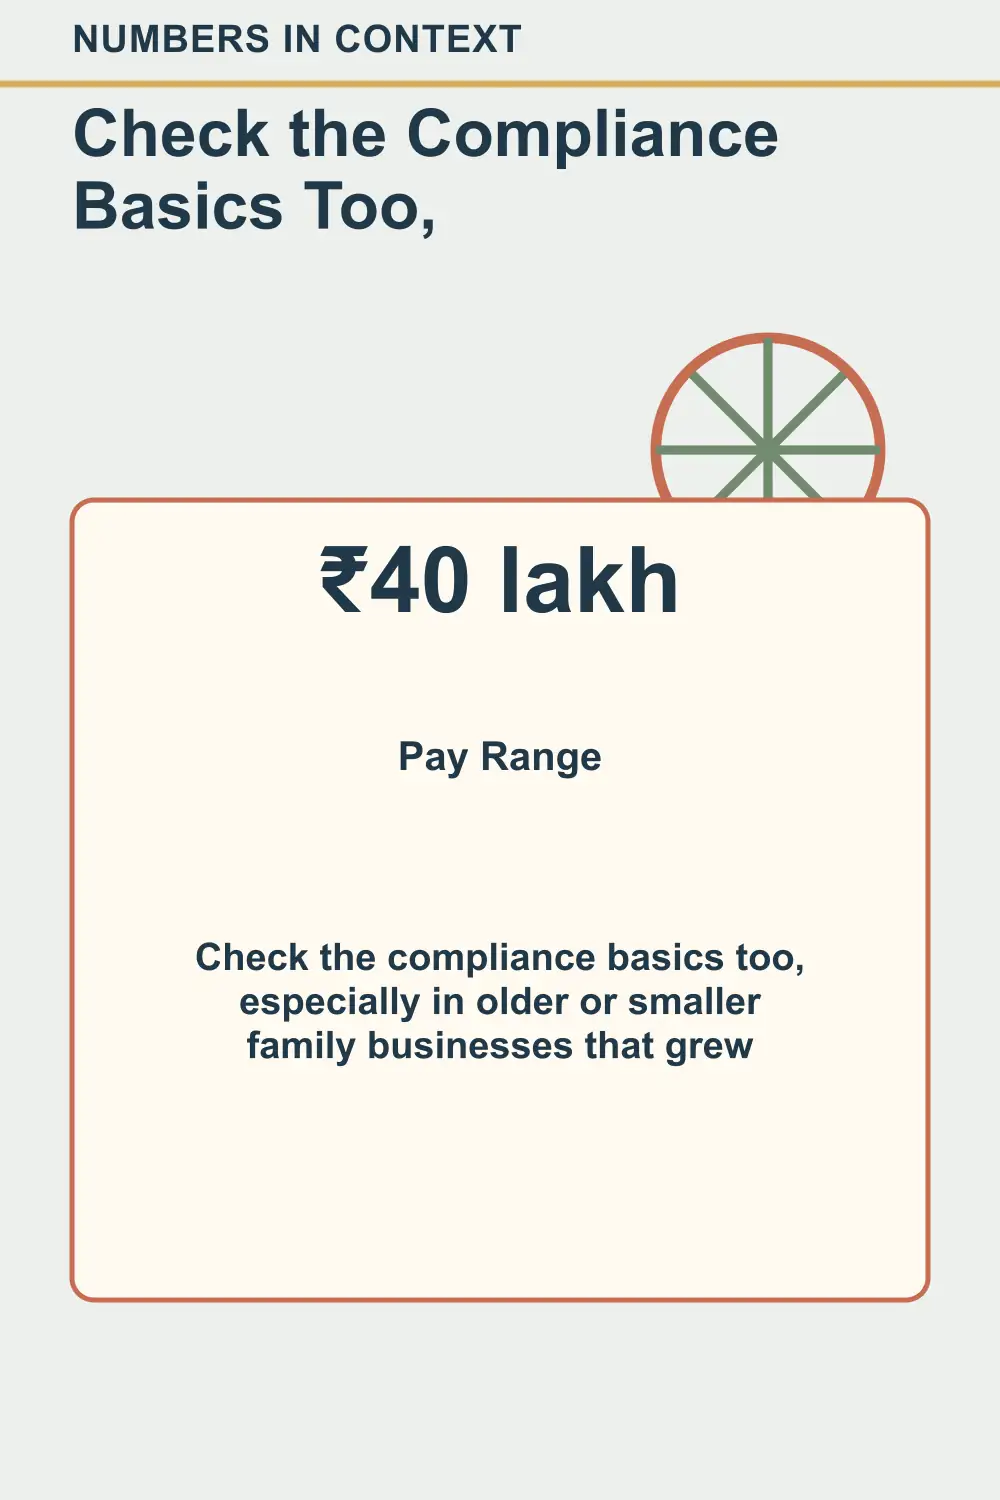 NUMBERS IN CONTEXT
Check the Compliance
Basics Too,
₹40 lakh
Pay Range
Check the compliance basics too,
especially in older or smaller
family businesses that grew